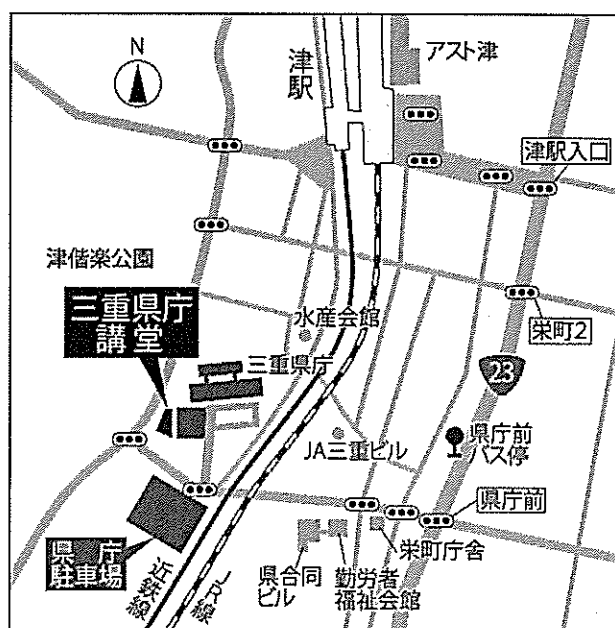 N
津駅
アスト津
津駅入口
津偕楽公園
三重県庁
講堂
水産会館
栄町2
三重県庁
23
県庁前
バス停
JA三重ビル
県庁前
県庁
駐車場
近鉄線
JR線
県合同
ビル
勤労者
福祉会館
栄町庁舎